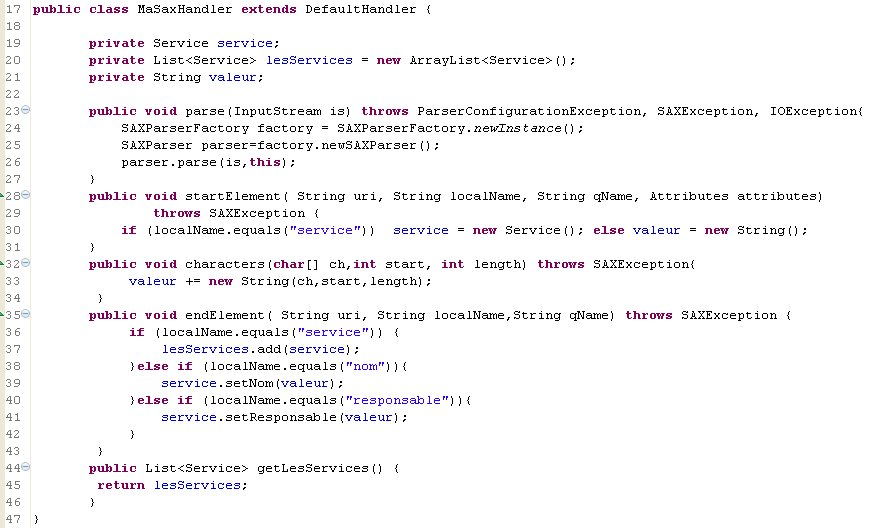 17 public class MaSaxHandler extends DefaultHandler {
18
19 private Service service;
20 private List<Service> lesServices = new ArrayList<Service>();
21 private String valeur;
22
23 public void parse(InputStream is) throws ParserConfigurationException, SAXException, IOException{
24 SAXParserFactory factory = SAXParserFactory.newInstance();
25 SAXParser parser=factory.newSAXParser();
26 parser.parse(is,this);
27 }
28 public void startElement( String uri, String localName, String qName, Attributes attributes)
29 throws SAXException {
30 if (localName.equals("service")) service = new Service(); else valeur = new String();
31 }
32 public void characters(char[] ch,int start, int length) throws SAXException{
33 valeur += new String(ch,start,length);
34 }
35 public void endElement( String uri, String localName,String qName) throws SAXException {
36 if (localName.equals("service")) {
37 lesServices.add(service);
38 }else if (localName.equals("nom")){
39 service.setNom(valeur);
40 }else if (localName.equals("responsable")){
41 service.setResponsable(valeur);
42 }
43 }
44 public List<Service> getLesServices() {
45 return lesServices;
46 }
47 }